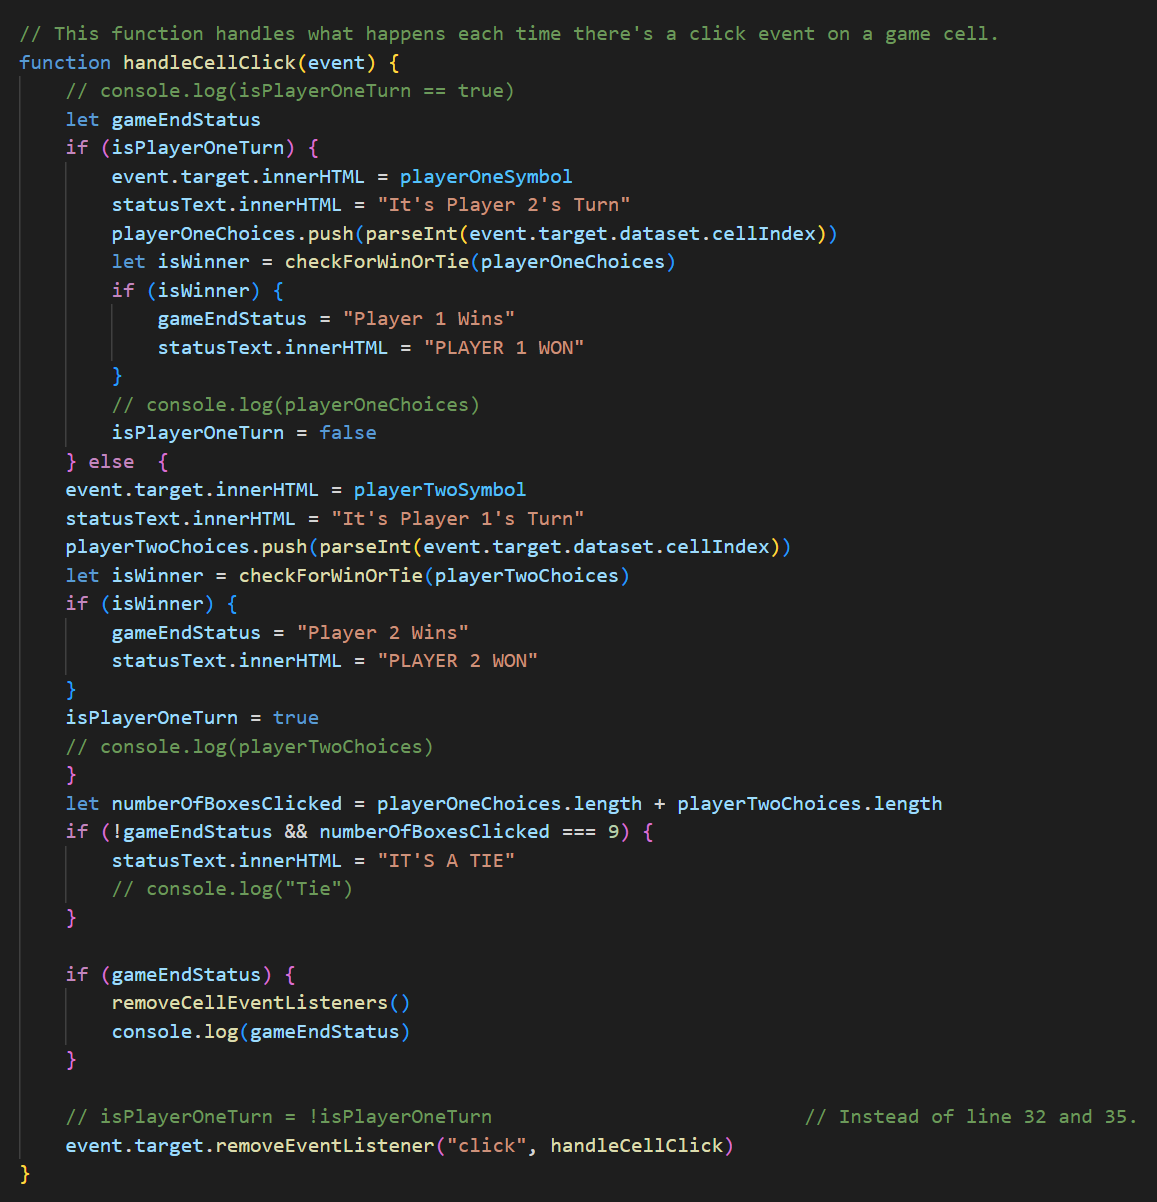 // This function handles what happens each time there's a click event on a game cell.
function handleCellClick(event) {
    // console.log(isPlayerOneTurn == true)
    let gameEndStatus
    if (isPlayerOneTurn) {
        event.target.innerHTML = playerOneSymbol
        statusText.innerHTML = "It's Player 2's Turn"
        playerOneChoices.push(parseInt(event.target.dataset.cellIndex))
        let isWinner = checkForWinOrTie(playerOneChoices)
        if (isWinner) {
            gameEndStatus = "Player 1 Wins"
            statusText.innerHTML = "PLAYER 1 WON"
        }
        // console.log(playerOneChoices)
        isPlayerOneTurn = false
    } else  {
    event.target.innerHTML = playerTwoSymbol
    statusText.innerHTML = "It's Player 1's Turn"
    playerTwoChoices.push(parseInt(event.target.dataset.cellIndex))
    let isWinner = checkForWinOrTie(playerTwoChoices)
    if (isWinner) {
        gameEndStatus = "Player 2 Wins"
        statusText.innerHTML = "PLAYER 2 WON"
    }
    isPlayerOneTurn = true
    // console.log(playerTwoChoices)
    }
    let numberOfBoxesClicked = playerOneChoices.length + playerTwoChoices.length
    if (!gameEndStatus && numberOfBoxesClicked === 9) {
        statusText.innerHTML = "IT'S A TIE"
        // console.log("Tie")
    }

    if (gameEndStatus) {
        removeCellEventListeners()
        console.log(gameEndStatus)
    }

    // isPlayerOneTurn = !isPlayerOneTurn                           // Instead of line 32 and 35.
    event.target.removeEventListener("click", handleCellClick)
}